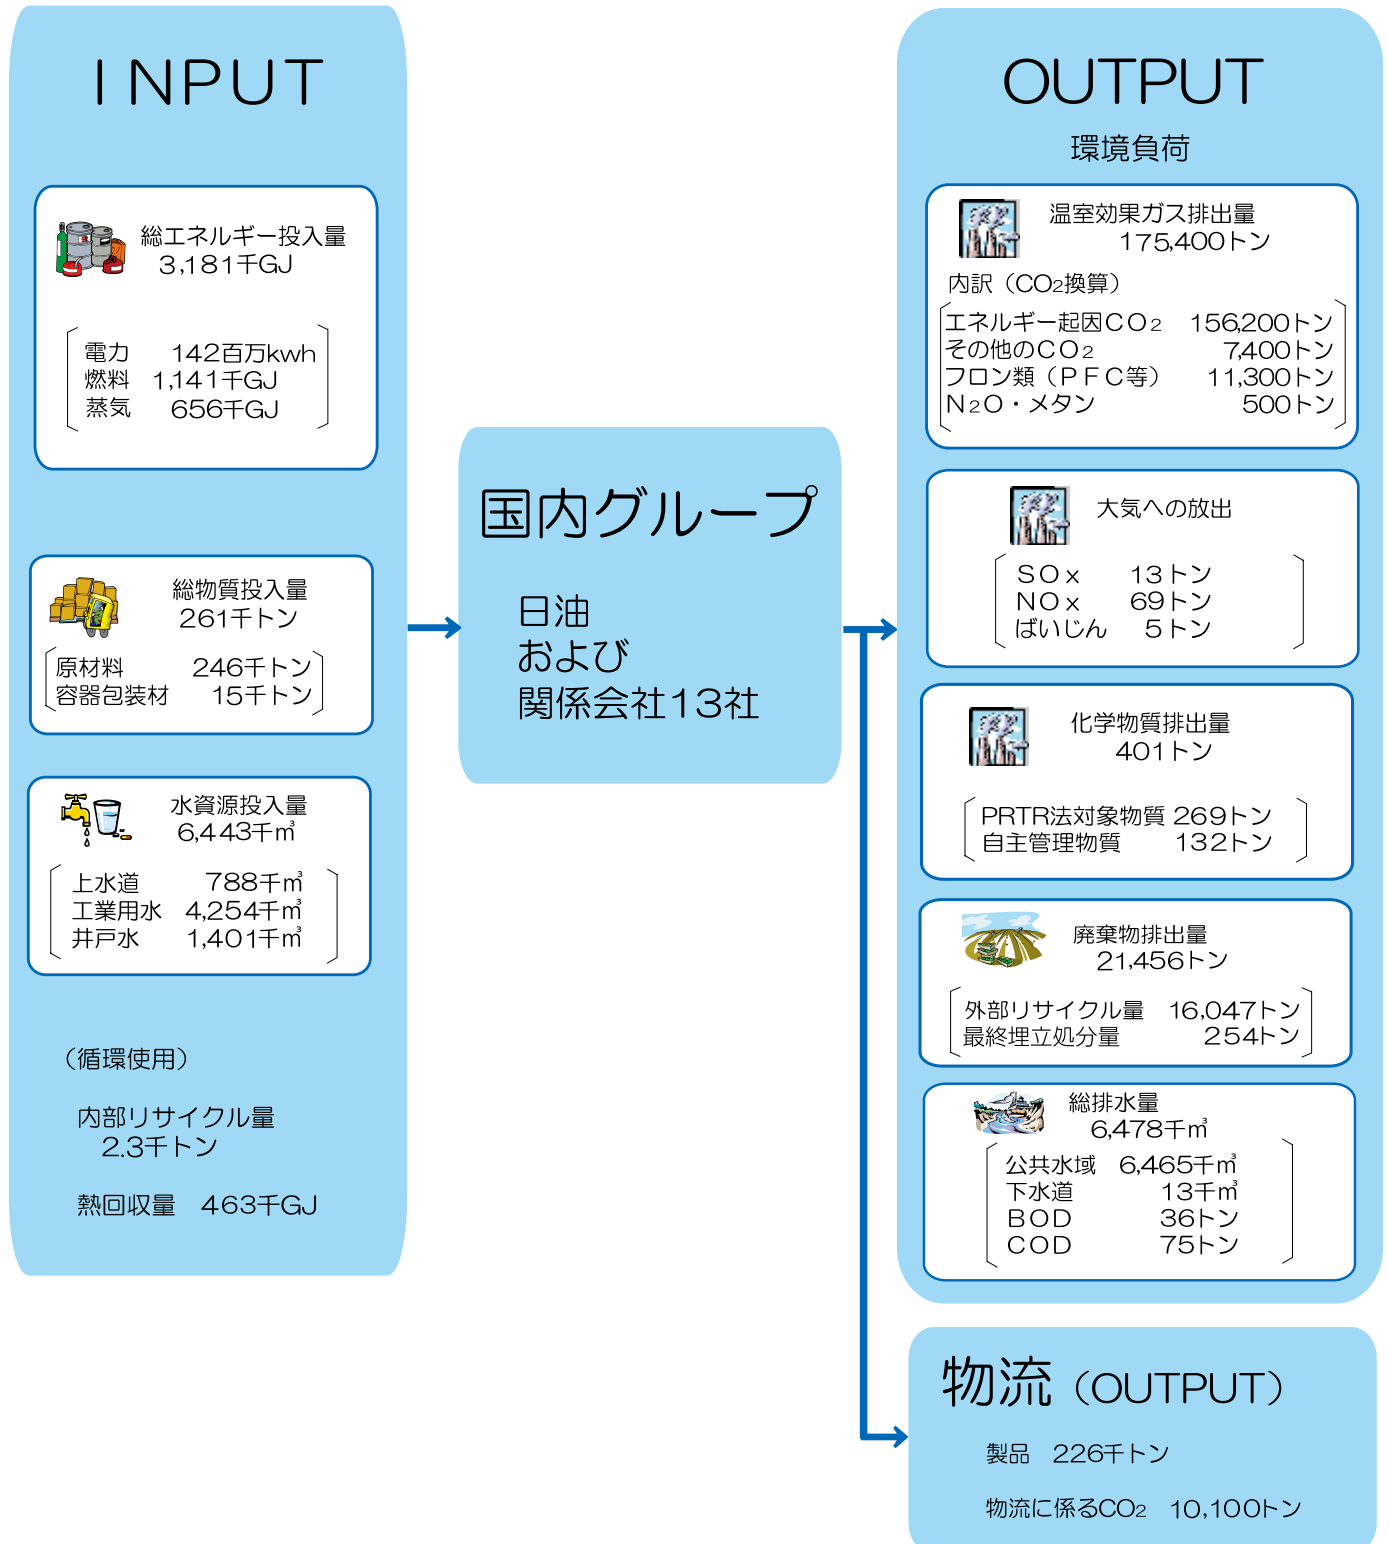 INPUT
総エネルギー投入量
3,181千GJ
電力 142百万kwh
燃料 1,141千GJ
蒸気 656千GJ
総物質投入量
261千トン
原材料 246千トン
容器包装材 15千トン
水資源投入量
6,443千㎥
上水道 788千㎥
工業用水 4,254千㎥
井戸水 1,401千㎥
（循環使用）
内部リサイクル量
2.3千トン
熱回収量 463千GJ
国内グループ
日油
および
関係会社13社
OUTPUT
環境負荷
温室効果ガス排出量
175,400トン
内訳（CO2換算）
エネルギー起因CO2 156,200トン
その他のCO2 7,400トン
フロン類（PFC等） 11,300トン
N2O・メタン 500トン
大気への放出
SOx 13トン
NOx 69トン
ばいじん 5トン
化学物質排出量
401トン
PRTR法対象物質 269トン
自主管理物質 132トン
廃棄物排出量
21,456トン
外部リサイクル量 16,047トン
最終埋立処分量 254トン
総排水量
6,478千㎥
公共水域 6,465千㎥
下水道 13千㎥
BOD 36トン
COD 75トン
物流（OUTPUT）
製品 226千トン
物流に係るCO2 10,100トン